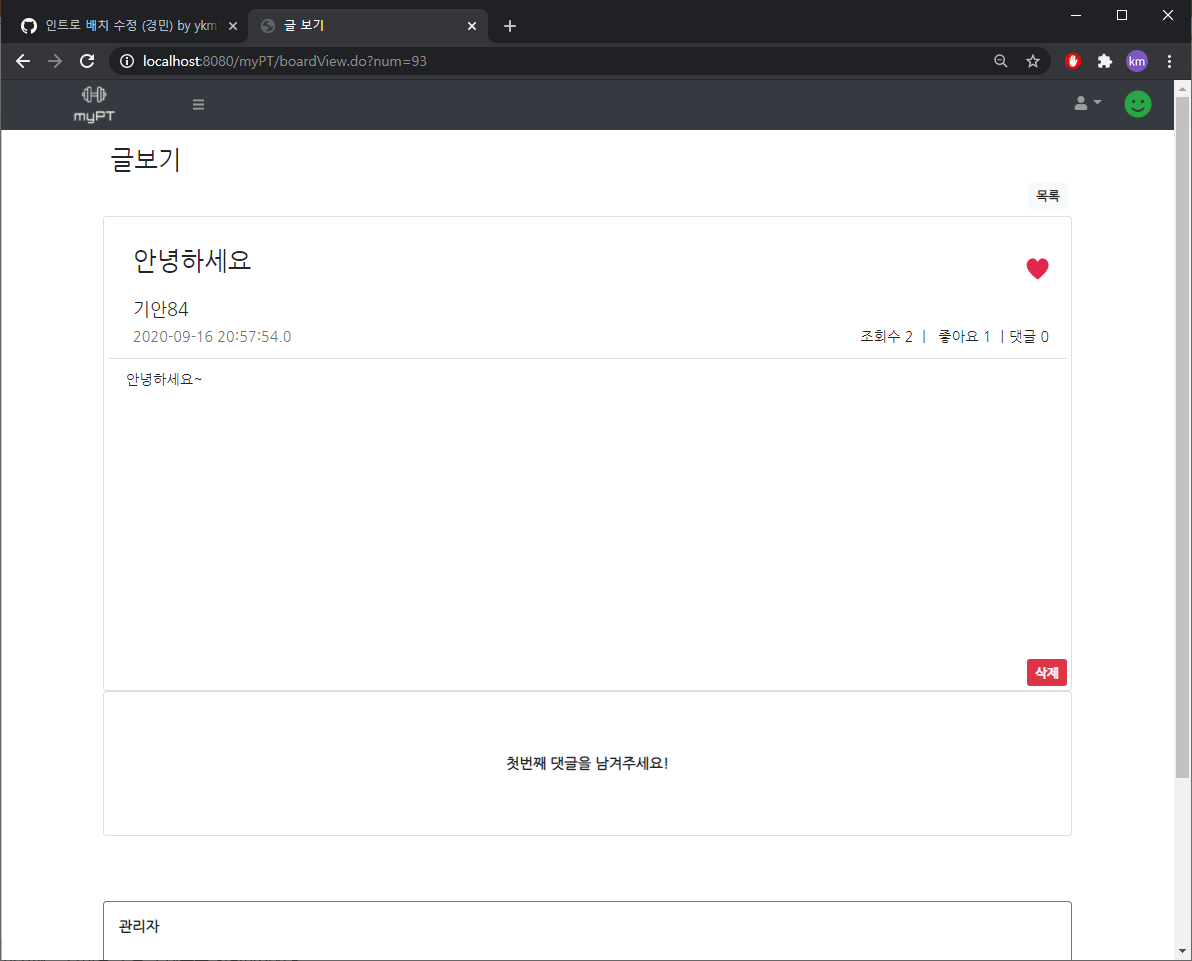 인트로 배치 수정 (경민) by ykm
글 보기
localhost:8080/myPT/boardView.do?num=93
km
myPT
글보기
목록
안녕하세요
기안84
2020-09-16 20:57:54.0
조회수 2 | 좋아요 1 | 댓글 0
안녕하세요~
삭제
첫번째 댓글을 남겨주세요!
관리자